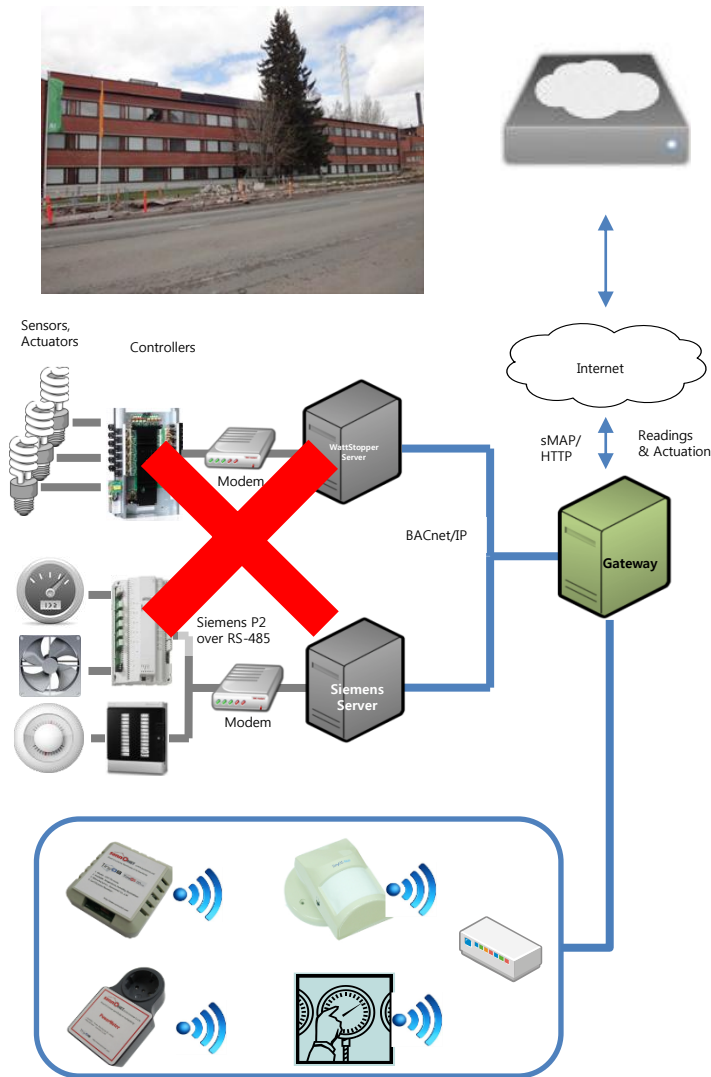 Sensors,
Actuators
Controllers
Internet
sMAP/
HTTP
Readings
& Actuation
WattStopper
Server
Modem
BACnet/IP
Gateway
Siemens P2
over RS-485
Siemens
Server
Modem
PowerMeter